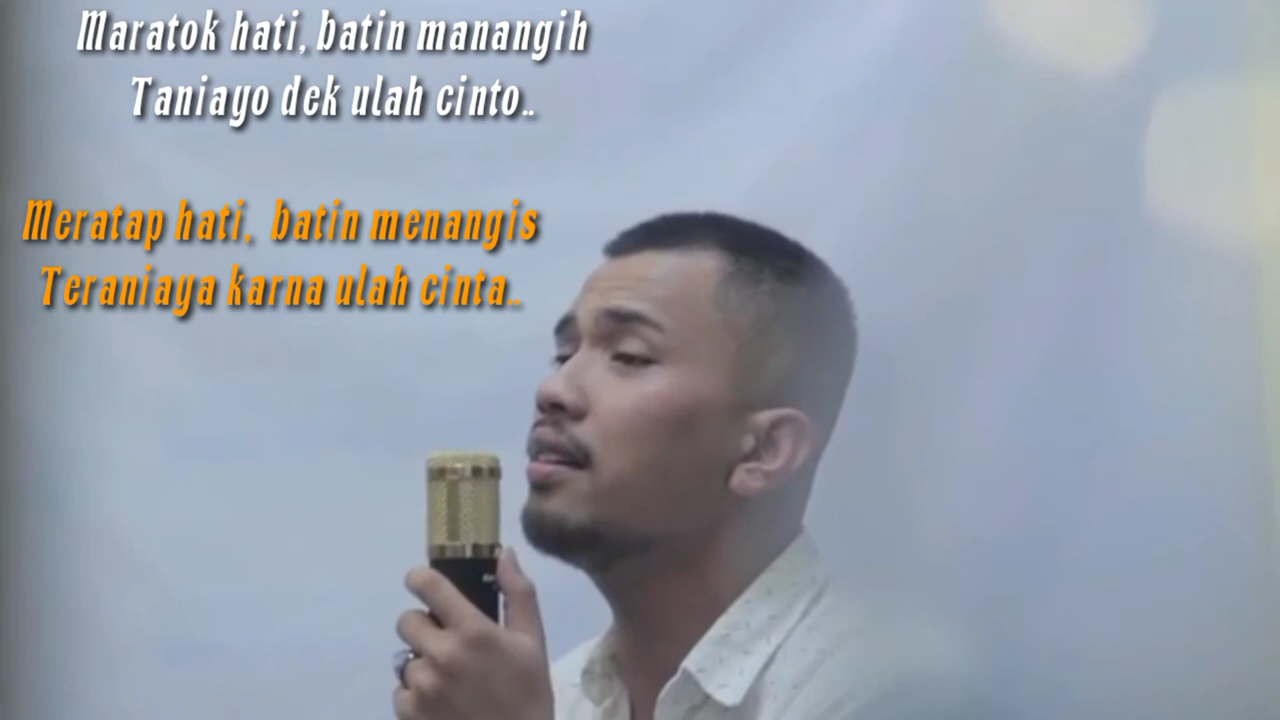 Maratok hati, batin manangih
Taniayo dek ulah cinto..
Meratap hati, batin menangis
Teraniaya karna ulah cinta..